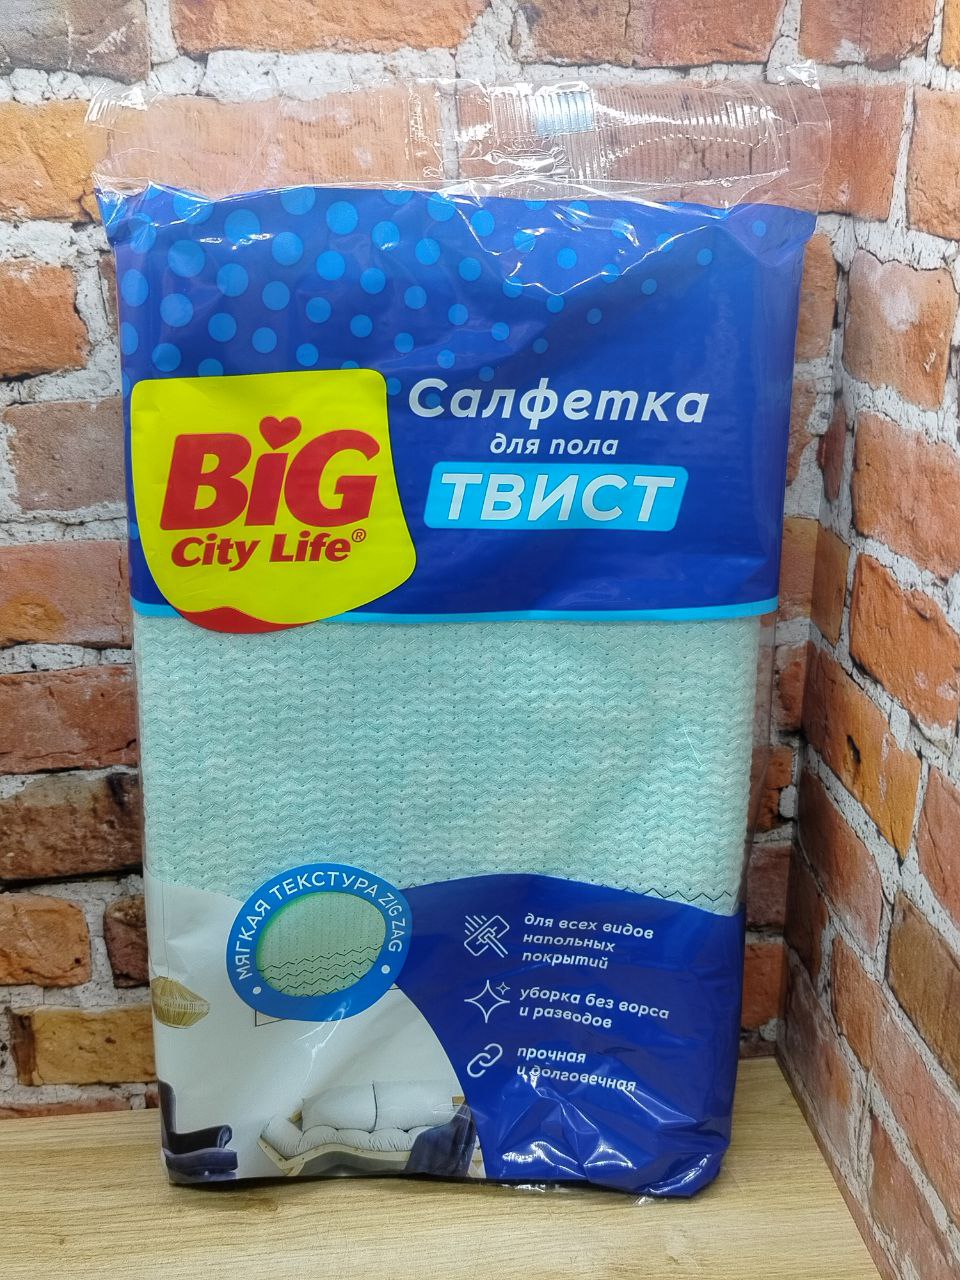 Салфетка
для пола
ТВИСТ
BiG
City Life®
МЯГКАЯ ТЕКСТУРА ZIG ZAG
для всех видов
напольных
покрытий
уборка без ворса
и разводов
прочная
и долговечная